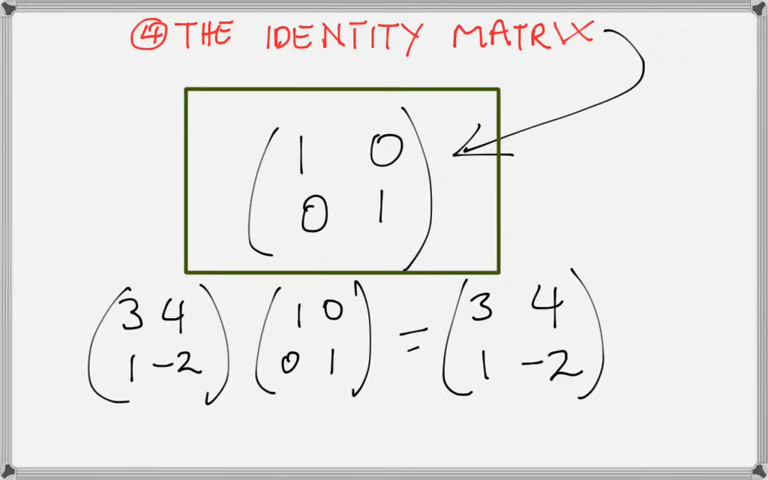 ④ THE IDENTITY MATRIX
(1 0
0 1)
(3 4 (1 0 = (3 4
1 -2) 0 1) 1 -2)